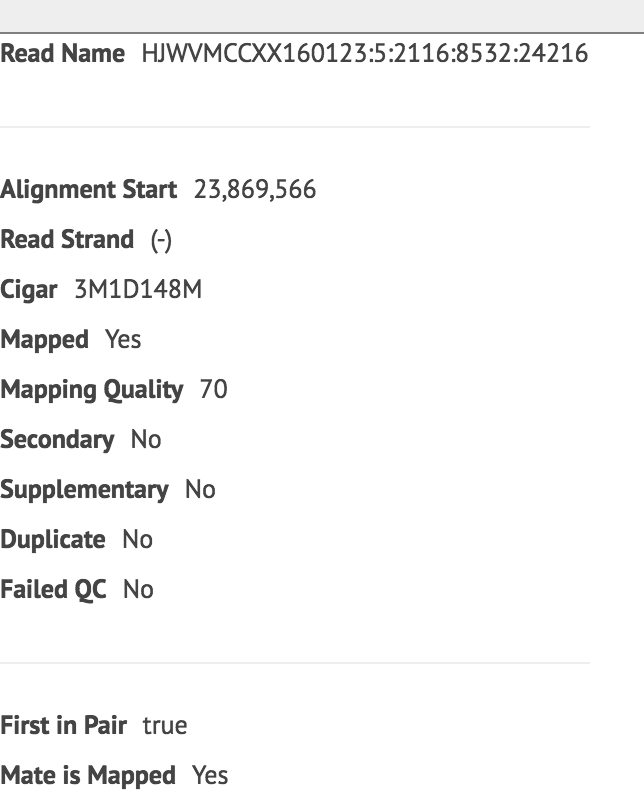 Read Name HJWVMCCXX160123:5:2116:8532:24216
Alignment Start 23,869,566
Read Strand (-)
Cigar 3M1D148M
Mapped Yes
Mapping Quality 70
Secondary No
Supplementary No
Duplicate No
Failed QC No
First in Pair true
Mate is Mapped Yes